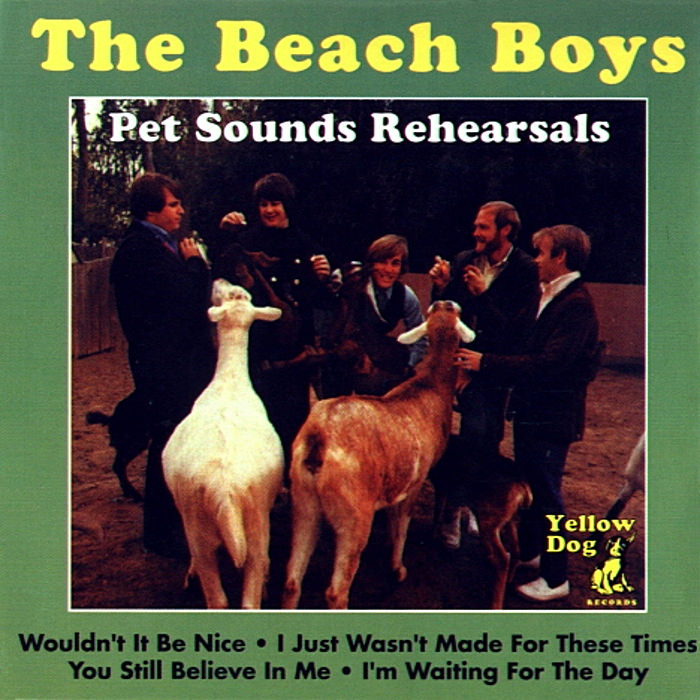 The Beach Boys
Pet Sounds Rehearsals
Yellow
Dog
RECORDS
Wouldn't It Be Nice • I Just Wasn't Made For These Times
You Still Believe In Me • I'm Waiting For The Day